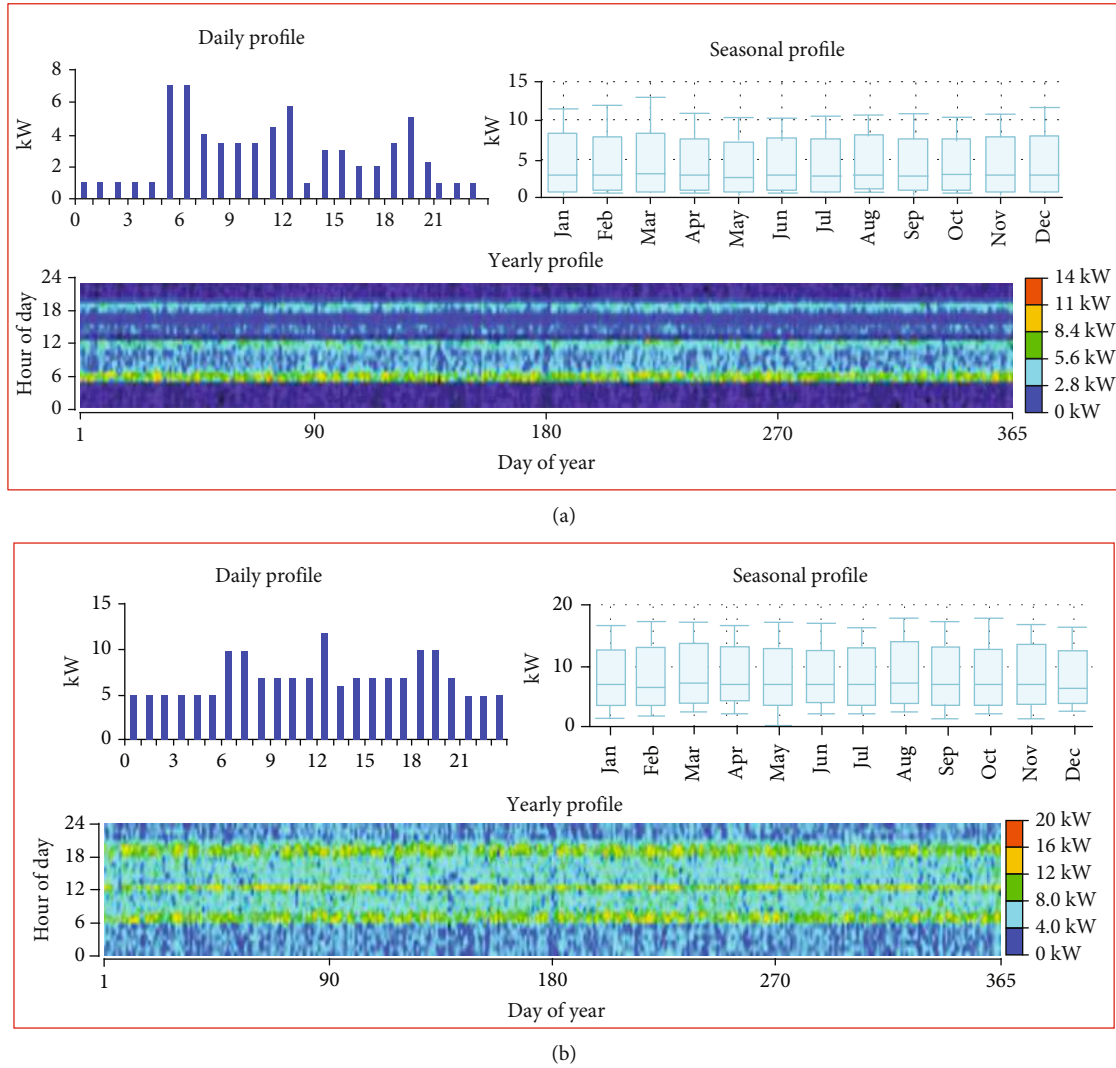 Daily profile
kW
8
6
4
2
0
0 3 6 9 12 15 18 21
Seasonal profile
kW
15
10
5
0
Jan Feb Mar Apr May Jun Jul Aug Sep Oct Nov Dec
Yearly profile
Hour of day
24
18
12
6
0
1 90 180 270 365
Day of year
14 kW
11 kW
8.4 kW
5.6 kW
2.8 kW
0 kW
(a)
Daily profile
kW
15
10
5
0
0 3 6 9 12 15 18 21
Seasonal profile
kW
20
10
0
Jan Feb Mar Apr May Jun Jul Aug Sep Oct Nov Dec
Yearly profile
Hour of day
24
18
12
6
0
1 90 180 270 365
Day of year
20 kW
16 kW
12 kW
8.0 kW
4.0 kW
0 kW
(b)